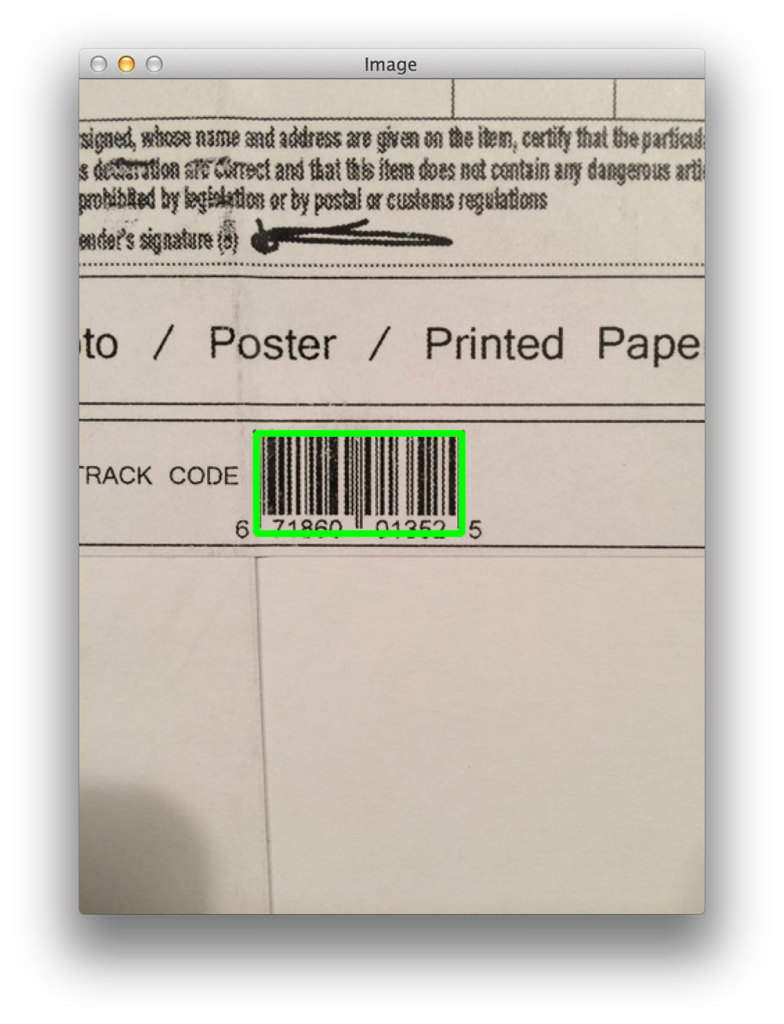 Image
signed, whose name and address are given on the item, certify that the particul
s declaration are correct and that this item does not contain any dangerous arti
prohibited by legislation or by postal or customs regulations
ender's signature (8)
oto / Poster / Printed Pape
TRACK CODE
6 71860 01352 5